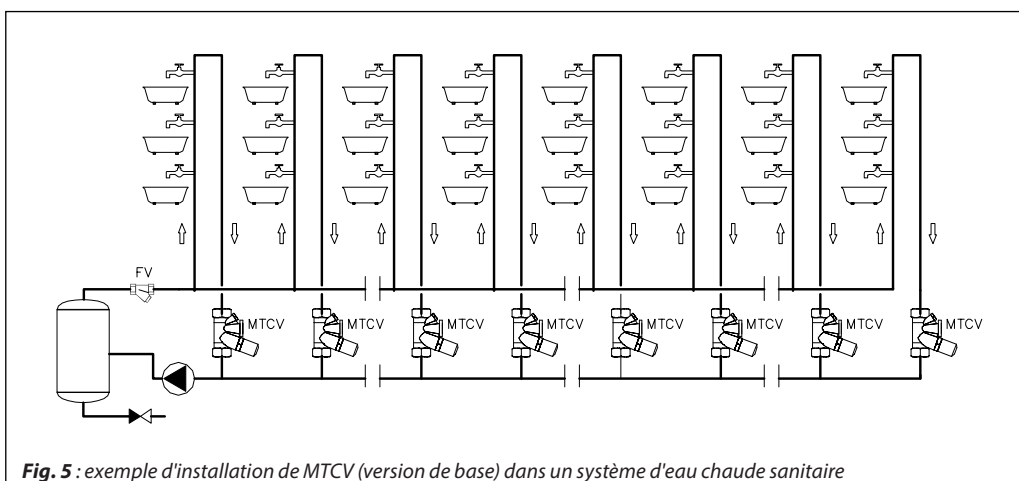 FV
MTCV MTCV MTCV MTCV MTCV MTCV MTCV MTCV
Fig. 5 : exemple d'installation de MTCV (version de base) dans un système d'eau chaude sanitaire